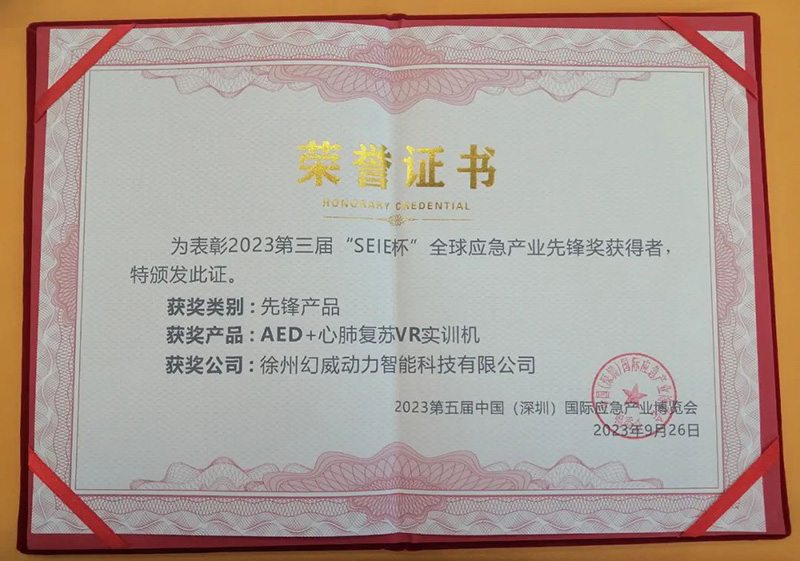 荣誉证书
HONORARY CREDENTIAL
为表彰2023第三届“SEIE杯”全球应急产业先锋奖获得者，
特颁发此证。
获奖类别：先锋产品
获奖产品：AED+心肺复苏VR实训机
获奖公司：徐州幻威动力智能科技有限公司
2023第五届中国（深圳）国际应急产业博览会
2023年9月26日